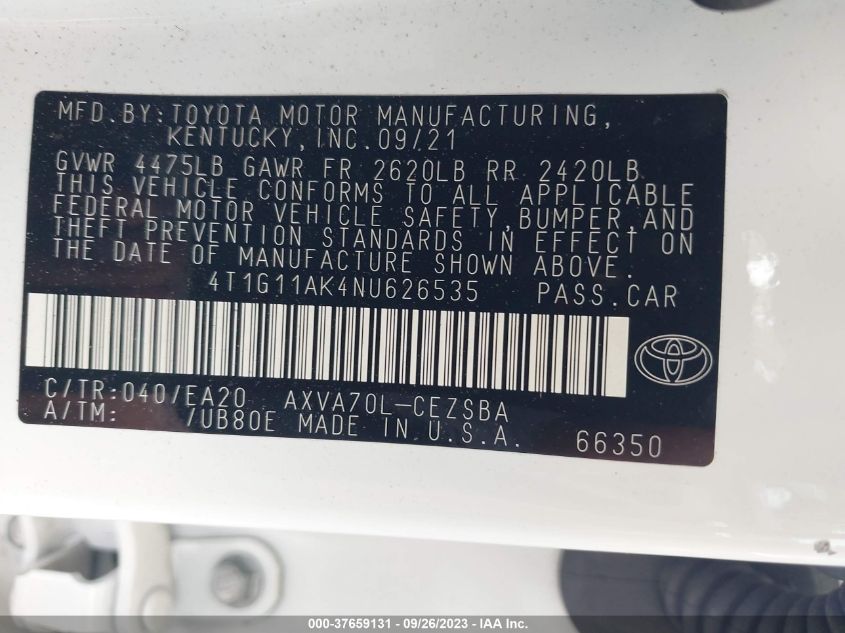 MFD. BY: TOYOTA MOTOR MANUFACTURING,
KENTUCKY, INC. 09/21
GVWR 4475LB GAWR FR 2620LB RR 2420LB
THIS VEHICLE CONFORMS TO ALL APPLICABLE
FEDERAL MOTOR VEHICLE SAFETY, BUMPER, AND
THEFT PREVENTION STANDARDS IN EFFECT ON
THE DATE OF MANUFACTURE SHOWN ABOVE.
4T1G11AK4NU626535 PASS.CAR
C/TR:040/EA20 AXVA70L-CEZSBA
A/TM: /UB80E MADE IN U.S.A. 66350
000-37659131 - 09/26/2023 - IAA Inc.